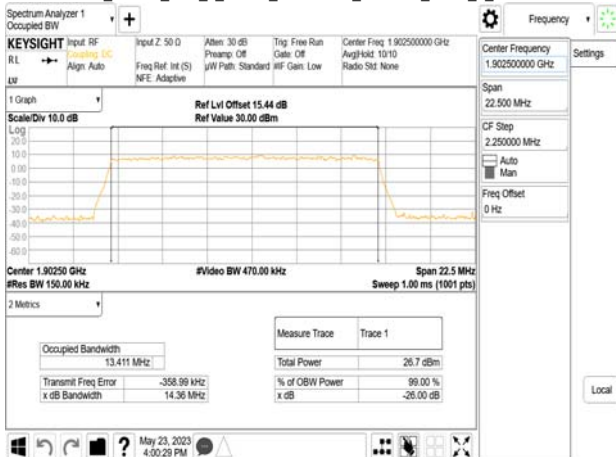 Spectrum Analyzer 1
Occupied BW
+
Frequency
KEYSIGHT
Input: RF
Coupling: DC
Align: Auto
Input Z: 50 Ω
Freq Ref: Int (S)
NFE: Adaptive
Atten: 30 dB
Preamp: Off
µW Path: Standard
Trig: Free Run
Gate: Off
#IF Gain: Low
Center Freq: 1.902500000 GHz
Avg|Hold: 10/10
Radio Std: None
RL
Center Frequency
1.902500000 GHz
Settings
Span
22.500 MHz
CF Step
2.250000 MHz
Auto
Man
Freq Offset
0 Hz
Local
1 Graph
Scale/Div 10.0 dB
Ref Lvl Offset 15.44 dB
Ref Value 30.00 dBm
Log
20.0
10.0
0.00
-10.0
-20.0
-30.0
-40.0
-50.0
-60.0
Center 1.90250 GHz
#Res BW 150.00 kHz
#Video BW 470.00 kHz
Span 22.5 MHz
Sweep 1.00 ms (1001 pts)
2 Metrics
Measure Trace Trace 1
Occupied Bandwidth
13.411 MHz
Total Power 26.7 dBm
Transmit Freq Error -358.99 kHz
% of OBW Power 99.00 %
x dB Bandwidth 14.36 MHz
x dB -26.00 dB
?
May 23, 2023
4:00:29 PM